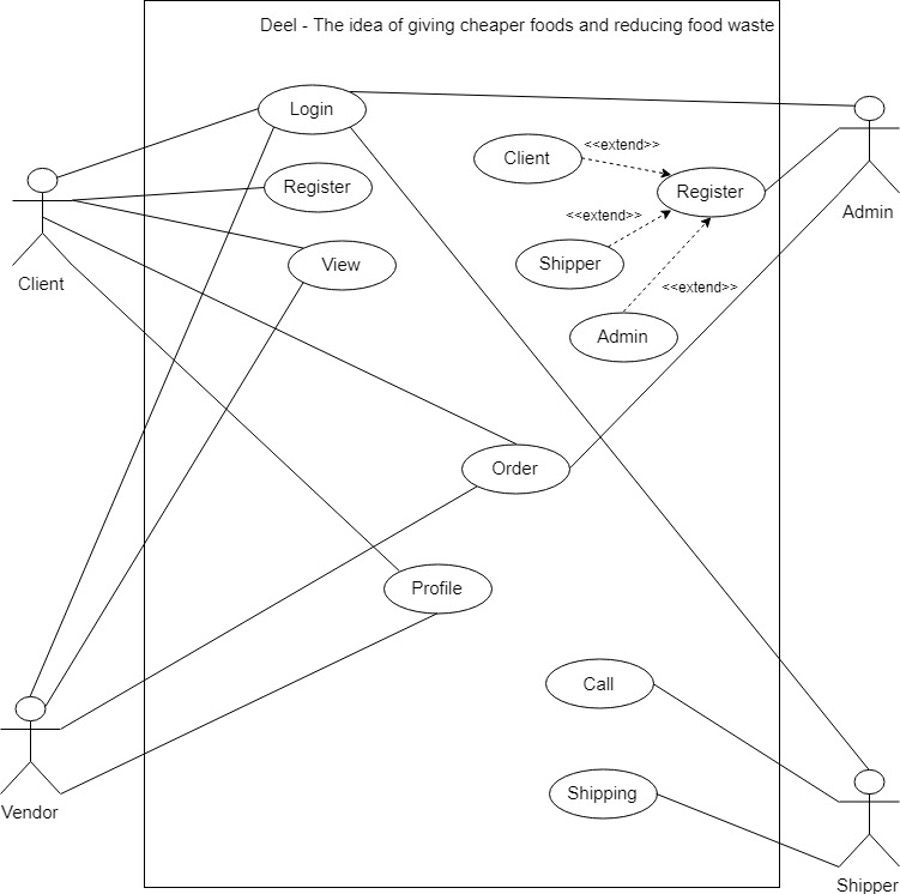 Deel - The idea of giving cheaper foods and reducing food waste
Login
Client
<<extend>>
Register
Register
Client
Admin
<<extend>>
View
Shipper
<<extend>>
Admin
Order
Profile
Call
Shipping
Vendor
Shipper